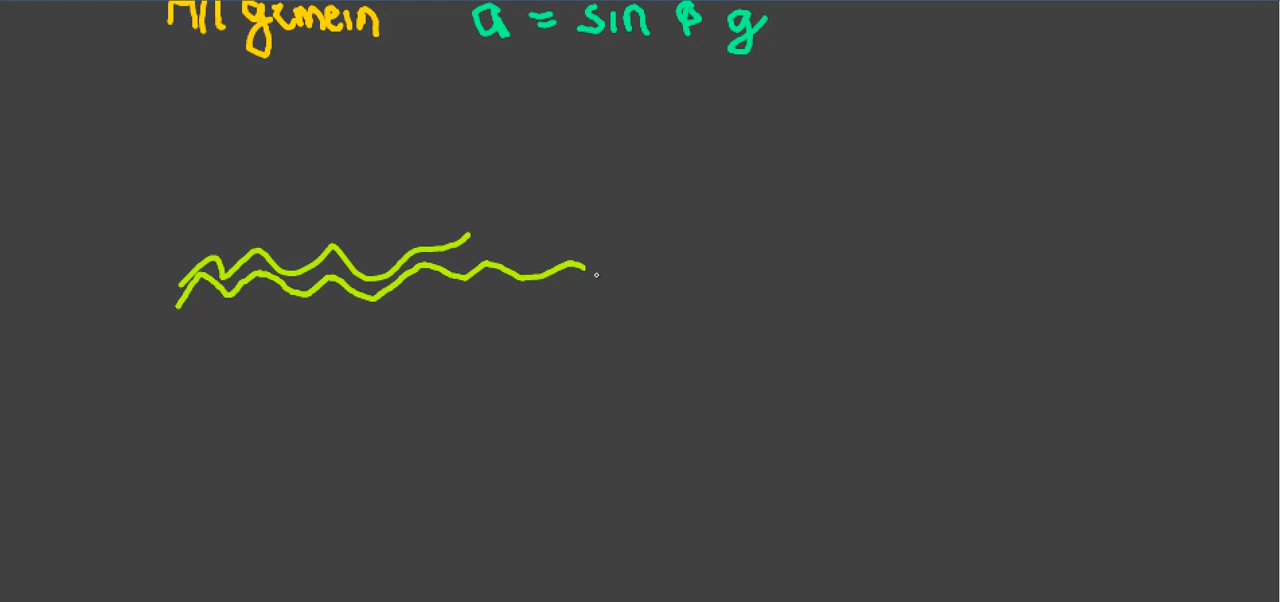 Allgemein a = sin ϕ g